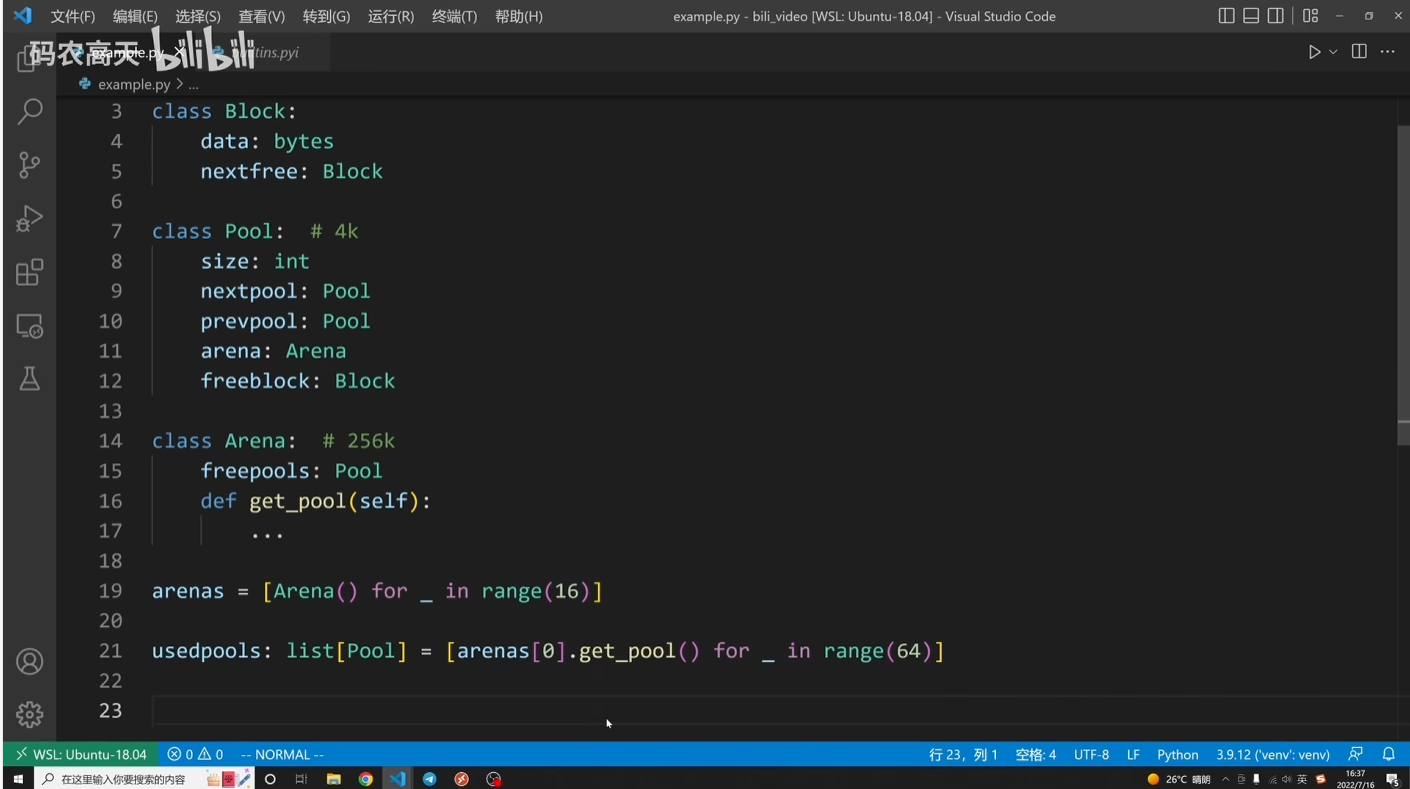 文件(F) 编辑(E) 选择(S) 查看(V) 转到(G) 运行(R) 终端(T) 帮助(H) example.py - bili_video [WSL: Ubuntu-18.04] - Visual Studio Code
码农高天 bilibili
example.py tins.pyi
example.py > ...
3 class Block:
4     data: bytes
5     nextfree: Block
6
7 class Pool:  # 4k
8     size: int
9     nextpool: Pool
10     prevpool: Pool
11     arena: Arena
12     freeblock: Block
13
14 class Arena:  # 256k
15     freepools: Pool
16     def get_pool(self):
17         ...
18
19 arenas = [Arena() for _ in range(16)]
20
21 usedpools: list[Pool] = [arenas[0].get_pool() for _ in range(64)]
22
23
WSL: Ubuntu-18.04 0 0 -- NORMAL -- 行 23，列 1 空格: 4 UTF-8 LF Python 3.9.12 ('venv': venv)
在这里输入你要搜索的内容 26°C 晴朗 英 16:37
2022/7/16 5